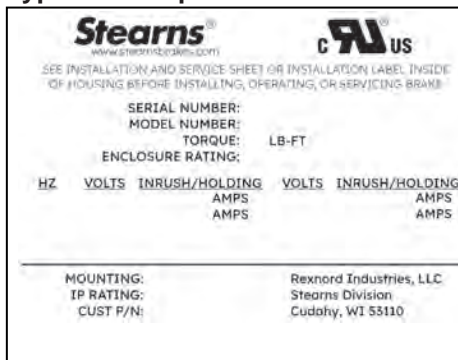 Stearns®
www.stearnsbrakes.com
C RU US
SEE INSTALLATION AND SERVICE SHEET OR INSTALLATION LABEL INSIDE
OF HOUSING BEFORE INSTALLING, OPERATING, OR SERVICING BRAKE
SERIAL NUMBER:
MODEL NUMBER:
TORQUE: LB-FT
ENCLOSURE RATING:
HZ VOLTS INRUSH/HOLDING VOLTS INRUSH/HOLDING
AMPS AMPS
AMPS AMPS
MOUNTING: Rexnord Industries, LLC
IP RATING: Stearns Division
CUST P/N: Cudahy, WI 53110